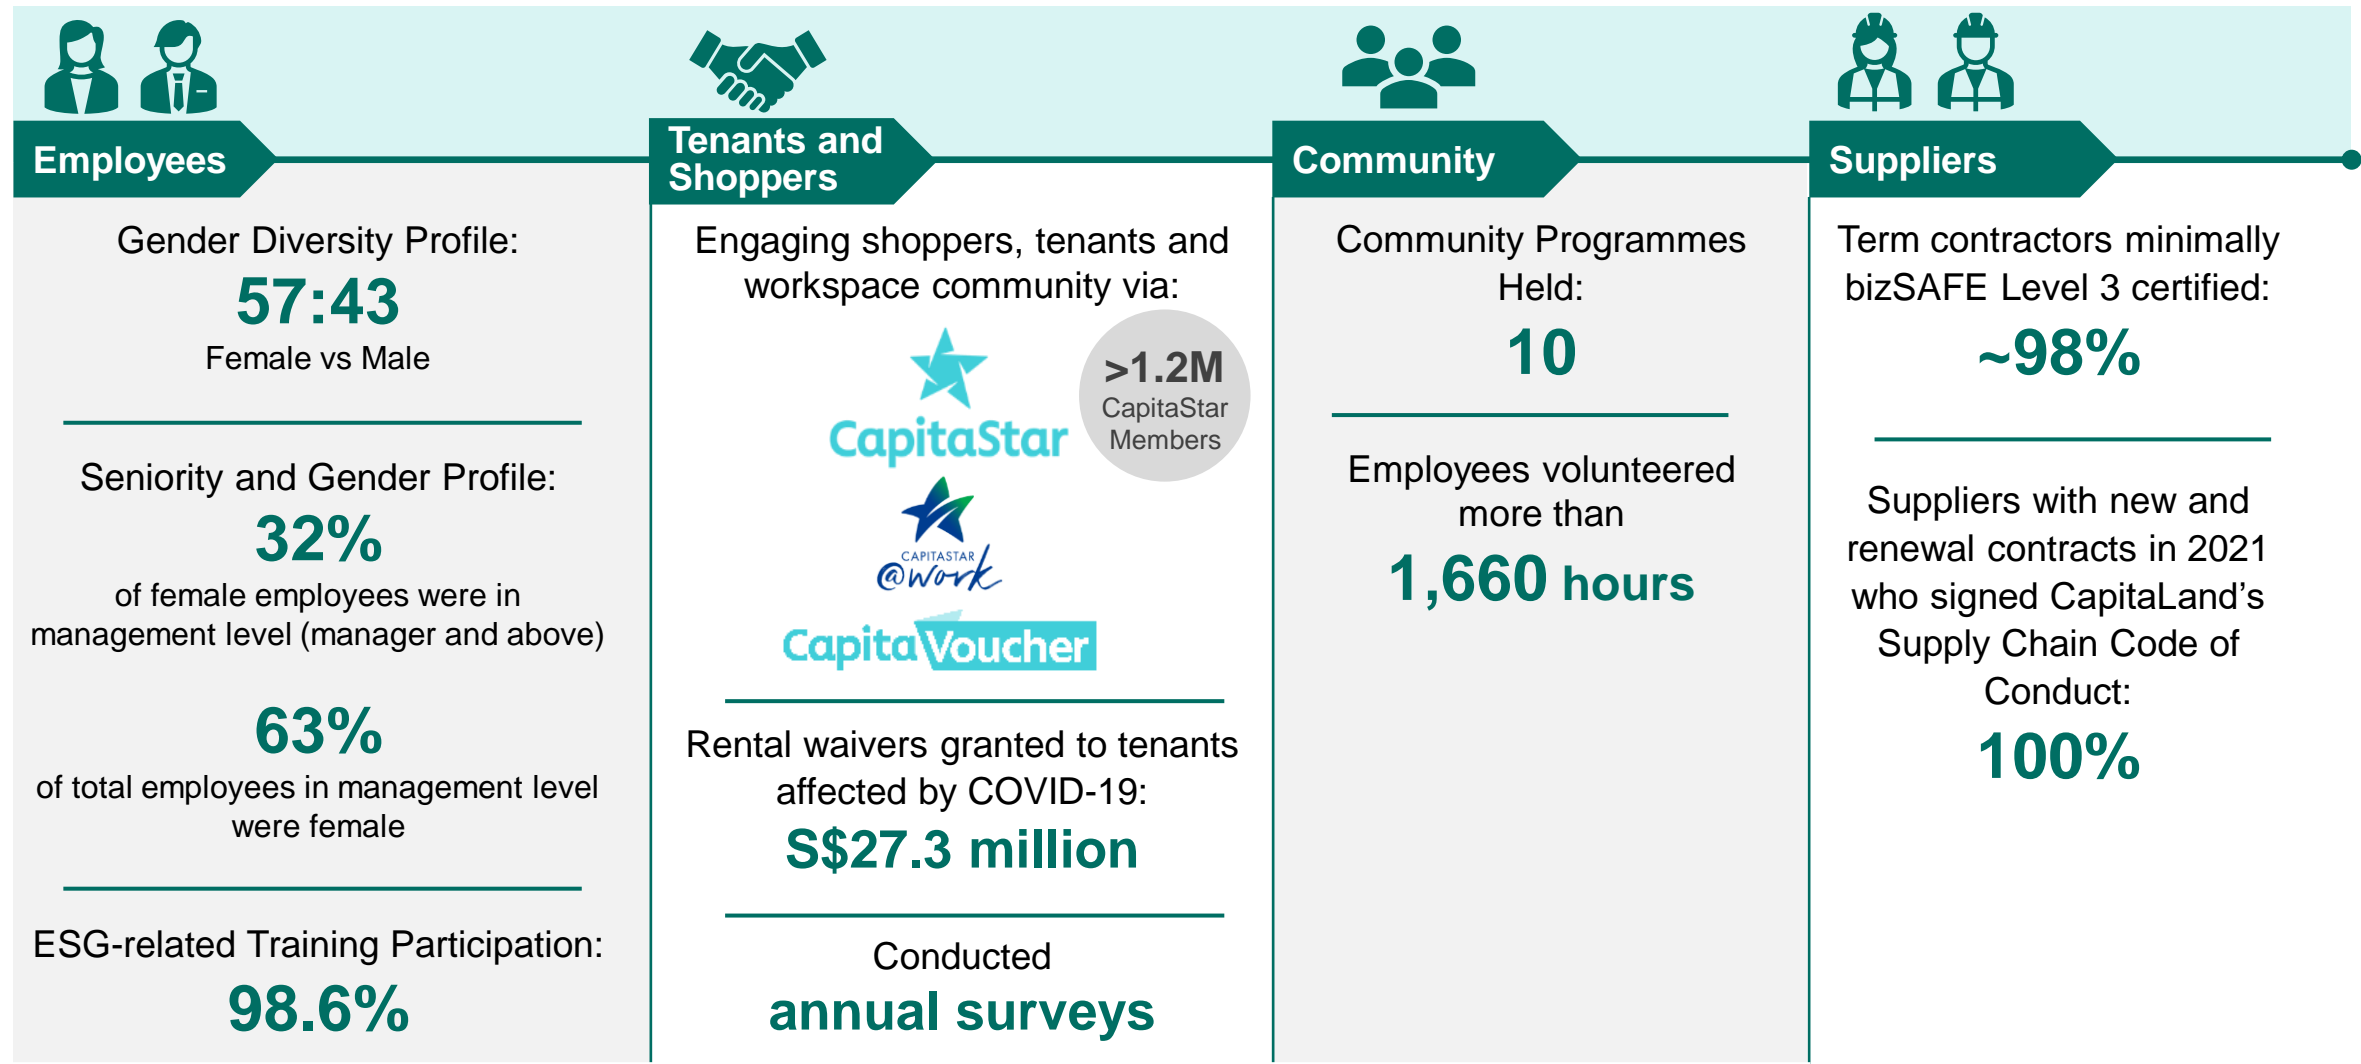 Employees
Gender Diversity Profile:
57:43
Female vs Male
Seniority and Gender Profile:
32%
of female employees were in
management level (manager and above)
63%
of total employees in management level
were female
ESG-related Training Participation:
98.6%
Tenants and
Shoppers
Engaging shoppers, tenants and
workspace community via:
CapitaStar
>1.2M
CapitaStar
Members
CAPITASTAR
@work
CapitaVoucher
Rental waivers granted to tenants
affected by COVID-19:
S$27.3 million
Conducted
annual surveys
Community
Community Programmes
Held:
10
Employees volunteered
more than
1,660 hours
Suppliers
Term contractors minimally
bizSAFE Level 3 certified:
~98%
Suppliers with new and
renewal contracts in 2021
who signed CapitaLand’s
Supply Chain Code of
Conduct:
100%